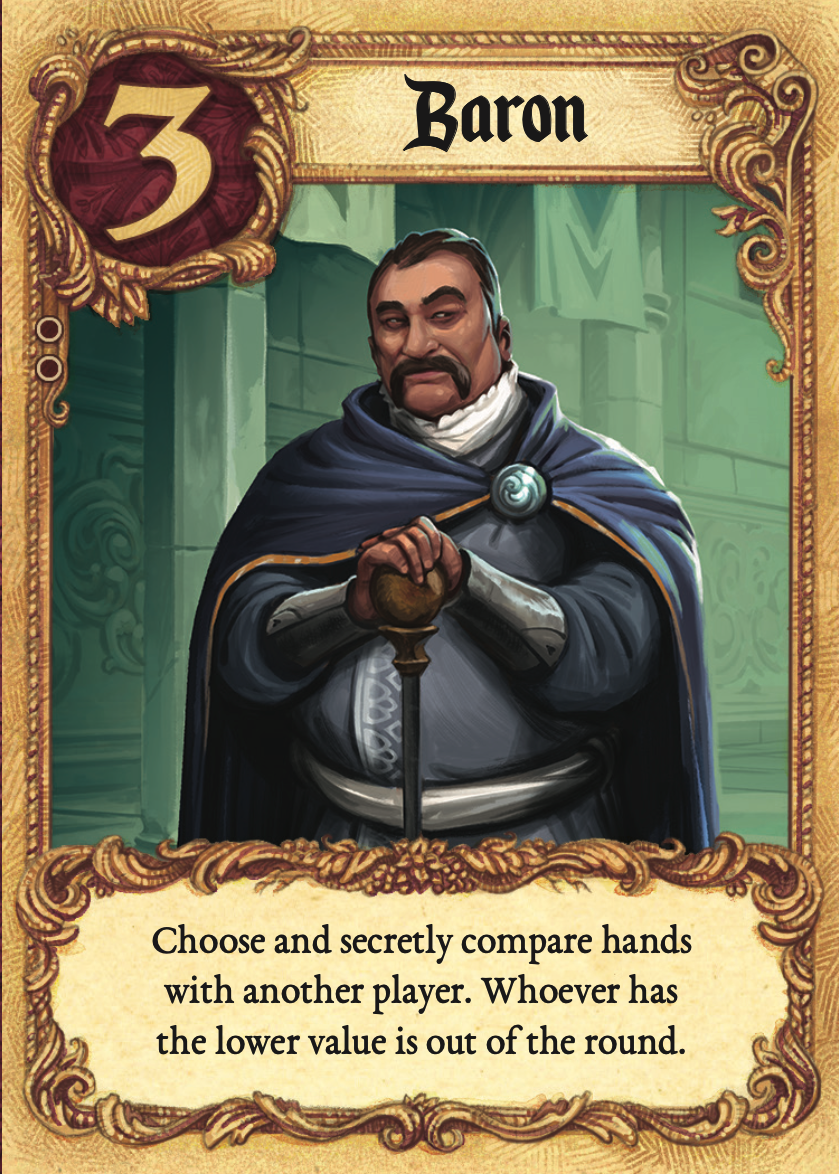 3
Baron
Choose and secretly compare hands
with another player. Whoever has
the lower value is out of the round.